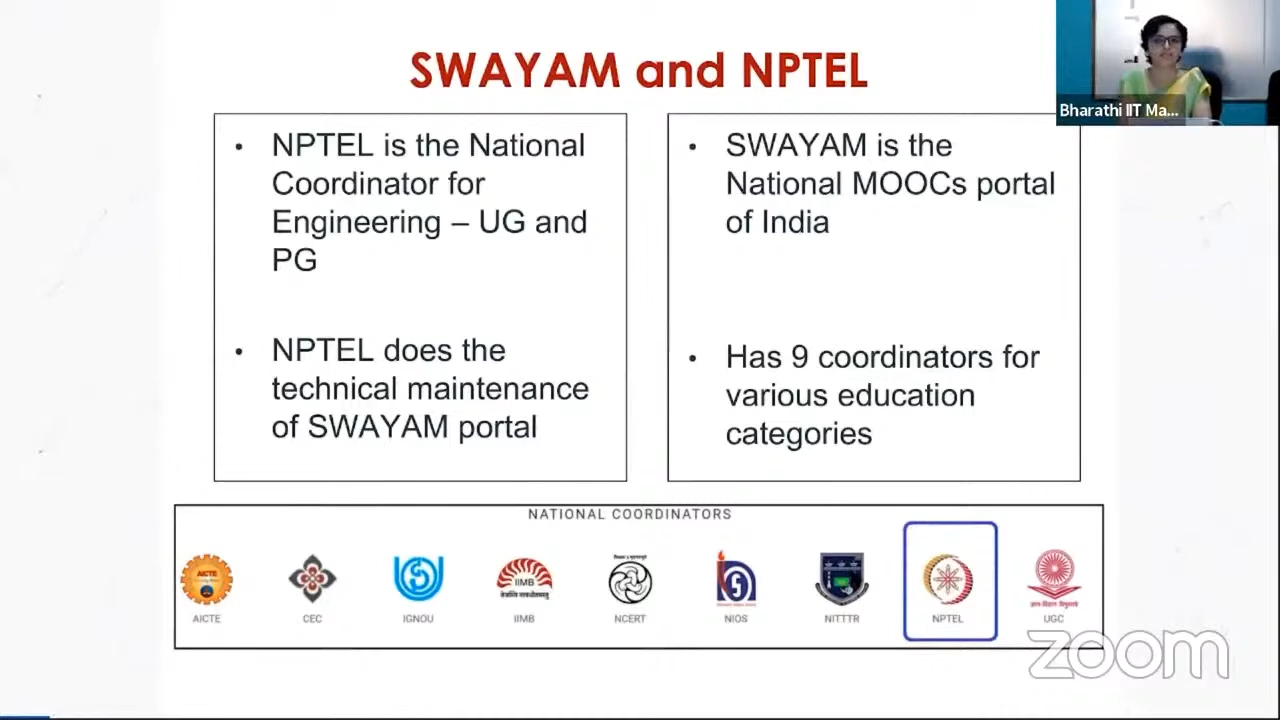 SWAYAM and NPTEL
Bharathi IIT Ma...
• NPTEL is the National
Coordinator for
Engineering – UG and
PG
• NPTEL does the
technical maintenance
of SWAYAM portal
• SWAYAM is the
National MOOCs portal
of India
• Has 9 coordinators for
various education
categories
NATIONAL COORDINATORS
AICTE
IIMB
AICTE
CEC
IGNOU
IIMB
NCERT
NIOS
NITTTR
NPTEL
UGC
zoom